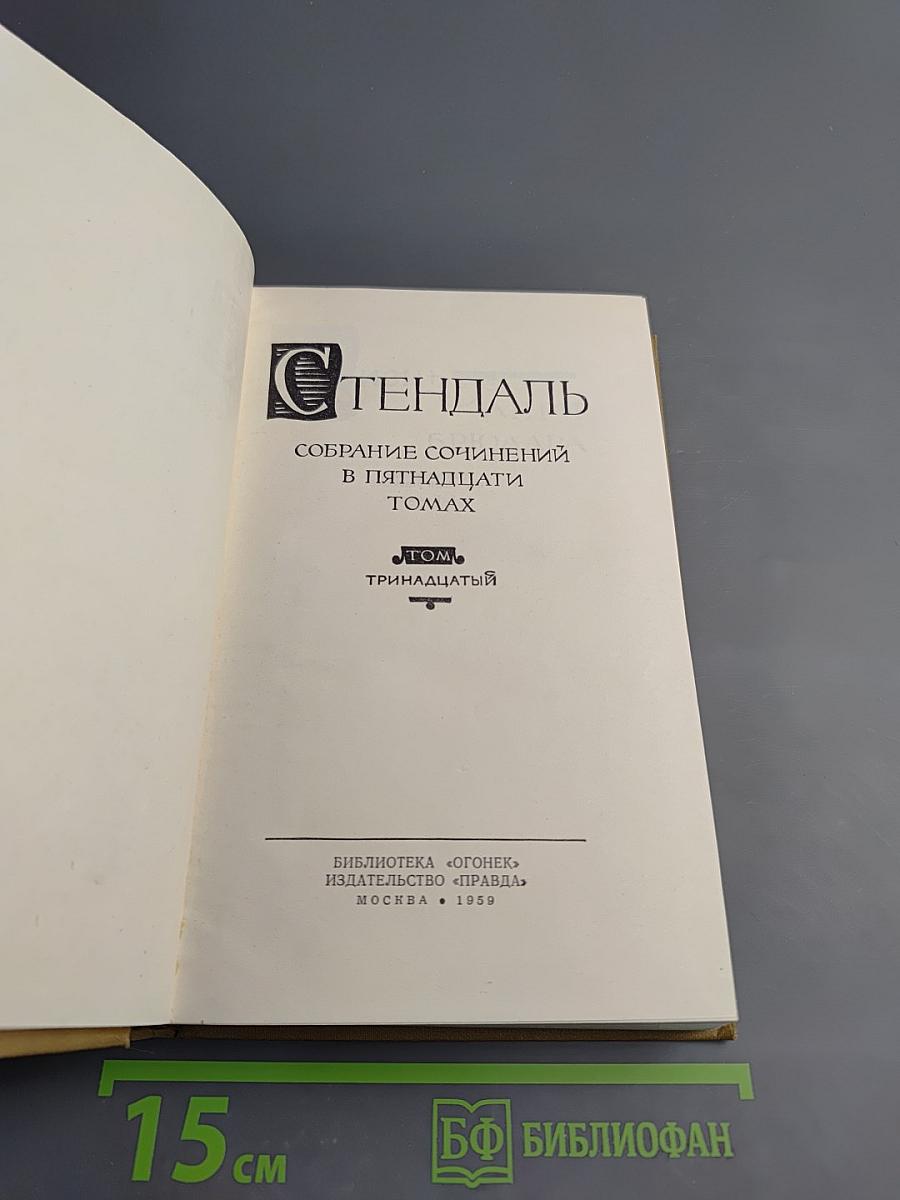 СТЕНДАЛЬ
СОБРАНИЕ СОЧИНЕНИЙ
В ПЯТНАДЦАТИ
ТОМАХ
ТОМ
ТРИНАДЦАТЫЙ
БИБЛИОТЕКА «ОГОНЕК»
ИЗДАТЕЛЬСТВО «ПРАВДА»
МОСКВА • 1959
15 см
БФ БИБЛИОФАН